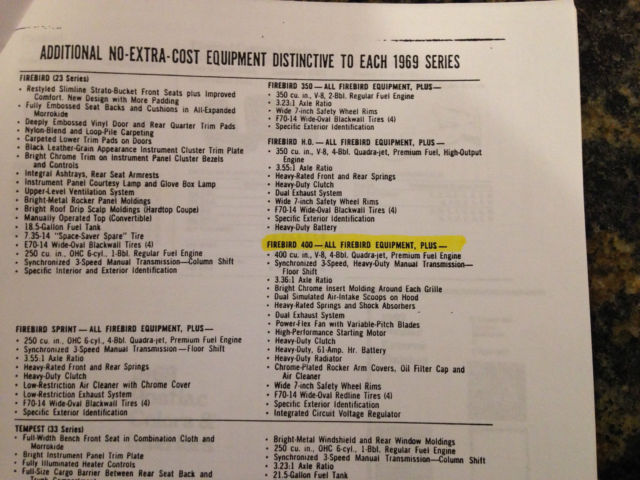 ADDITIONAL NO-EXTRA-COST EQUIPMENT DISTINCTIVE TO EACH 1969 SERIES
FIREBIRD (23 Series)
• Restyled Slimline Strato-Bucket Front Seats plus Improved
Comfort. New Design with More Padding
• Fully Embossed Seat Backs and Cushions in All-Expanded
Morrokide
• Deeply Embossed Vinyl Door and Rear Quarter Trim Pads
• Nylon-Blend and Loop-Pile Carpeting
• Carpeted Lower Trim Pads on Doors
• Black Leather-Grain Appearance Instrument Cluster Trim Plate
• Bright Chrome Trim on Instrument Panel Cluster Bezels
and Controls
• Integral Ashtrays, Rear Seat Armrests
• Instrument Panel Courtesy Lamp and Glove Box Lamp
• Upper-Level Ventilation System
• Bright-Metal Rocker Panel Moldings
• Bright Roof Drip Scalp Moldings (Hardtop Coupe)
• Manually Operated Top (Convertible)
• 18.5-Gallon Fuel Tank
• 7.35-14 "Space-Saver Spare" Tire
• E70-14 Wide-Oval Blackwall Tires (4)
• 250 cu. in., OHC 6-cyl., 1-Bbl. Regular Fuel Engine
• Synchronized 3-Speed Manual Transmission—Column Shift
• Specific Interior and Exterior Identification
FIREBIRD SPRINT — ALL FIREBIRD EQUIPMENT, PLUS—
• 250 cu. in., OHC 6-cyl., 4-Bbl. Quadra-jet, Premium Fuel Engine
• Synchronized 3-Speed Manual Transmission—Floor Shift
• 3.55:1 Axle Ratio
• Heavy-Rated Front and Rear Springs
• Heavy-Duty Clutch
• Low-Restriction Air Cleaner with Chrome Cover
• Low-Restriction Exhaust System
• F70-14 Wide-Oval Blackwall Tires (4)
• Specific Exterior Identification
FIREBIRD 350—ALL FIREBIRD EQUIPMENT, PLUS—
• 350 cu. in., V-8, 2-Bbl. Regular Fuel Engine
• 3.23:1 Axle Ratio
• Wide 7-inch Safety Wheel Rims
• F70-14 Wide-Oval Blackwall Tires (4)
• Specific Exterior Identification
FIREBIRD H.O. —ALL FIREBIRD EQUIPMENT, PLUS—
• 350 cu. in., V-8, 4-Bbl. Quadra-jet, Premium Fuel, High-Output
Engine
• 3.55:1 Axle Ratio
• Heavy-Rated Front and Rear Springs
• Heavy-Duty Clutch
• Dual Exhaust System
• Wide 7-inch Safety Wheel Rims
• F70-14 Wide-Oval Blackwall Tires (4)
• Specific Exterior Identification
• Heavy-Duty Battery
FIREBIRD 400—ALL FIREBIRD EQUIPMENT, PLUS—
• 400 cu. in., V-8, 4-Bbl. Quadra-jet, Premium Fuel Engine
• Synchronized 3-Speed, Heavy-Duty Manual Transmission—
Floor Shift
• 3.36:1 Axle Ratio
• Bright Chrome Insert Molding Around Each Grille
• Dual Simulated Air-Intake Scoops on Hood
• Heavy-Rated Springs and Shock Absorbers
• Dual Exhaust System
• Power-Flex Fan with Variable-Pitch Blades
• High-Performance Starting Motor
• Heavy-Duty Clutch
• Heavy-Duty, 61-Amp. Hr. Battery
• Heavy-Duty Radiator
• Chrome-Plated Rocker Arm Covers, Oil Filter Cap and
Air Cleaner
• Wide 7-inch Safety Wheel Rims
• F70-14 Wide-Oval Redline Tires (4)
• Specific Exterior Identification
• Integrated Circuit Voltage Regulator
TEMPEST (33 Series)
• Full-Width Bench Front Seat in Combination Cloth and
Morrokide
• Bright Instrument Panel Trim Plate
• Fully Illuminated Heater Controls
• Full-Size Cargo Barrier Between Rear Seat Back and
• Bright-Metal Windshield and Rear Window Moldings
• 250 cu. in., OHC 6-cyl., 1-Bbl. Regular Fuel Engine
• Synchronized 3-Speed Manual Transmission—Column Shift
• 3.23:1 Axle Ratio
• 21.5-Gallon Fuel Tank